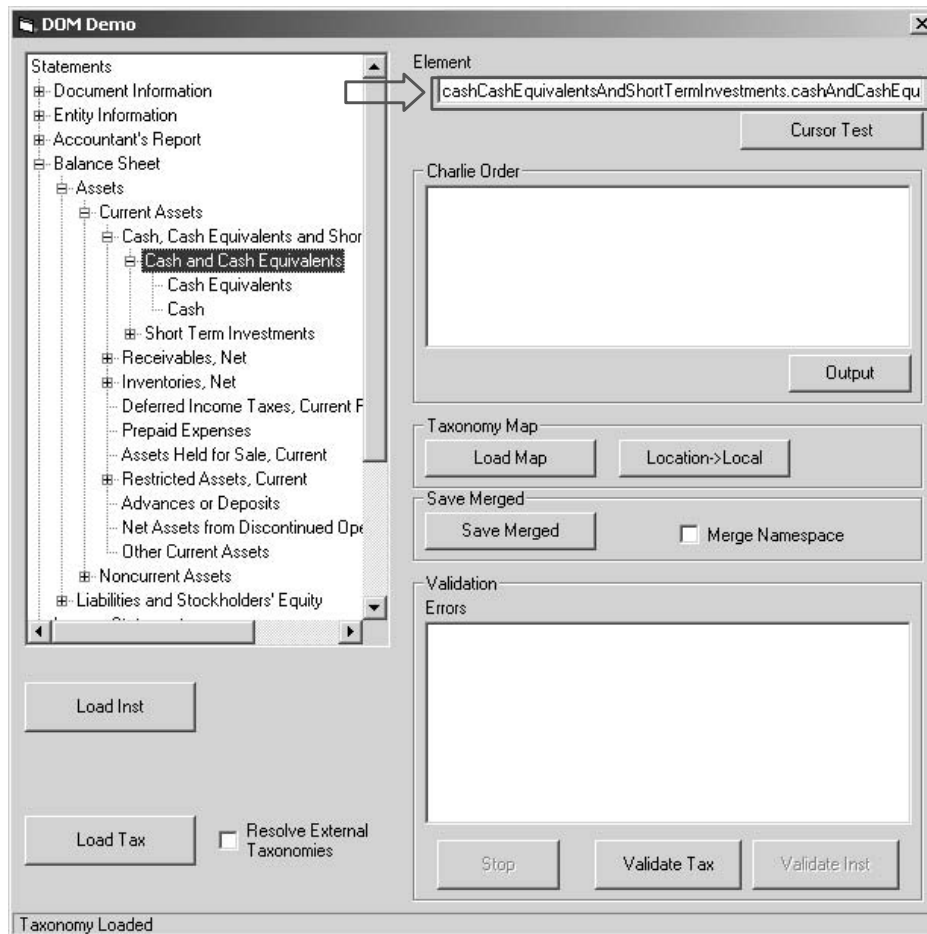 DOM Demo
Statements
Document Information
Entity Information
Accountant's Report
Balance Sheet
Assets
Current Assets
Cash, Cash Equivalents and Shor
Cash and Cash Equivalents
Cash Equivalents
Cash
Short Term Investments
Receivables, Net
Inventories, Net
Deferred Income Taxes, Current F
Prepaid Expenses
Assets Held for Sale, Current
Restricted Assets, Current
Advances or Deposits
Net Assets from Discontinued Ope
Other Current Assets
Noncurrent Assets
Liabilities and Stockholders' Equity
Load Inst
Load Tax
Resolve External
Taxonomies
Element
cashCashEquivalentsAndShortTermInvestments.cashAndCashEqu
Cursor Test
Charlie Order
Output
Taxonomy Map
Load Map
Location->Local
Save Merged
Save Merged
Merge Namespace
Validation
Errors
Stop
Validate Tax
Validate Inst
Taxonomy Loaded